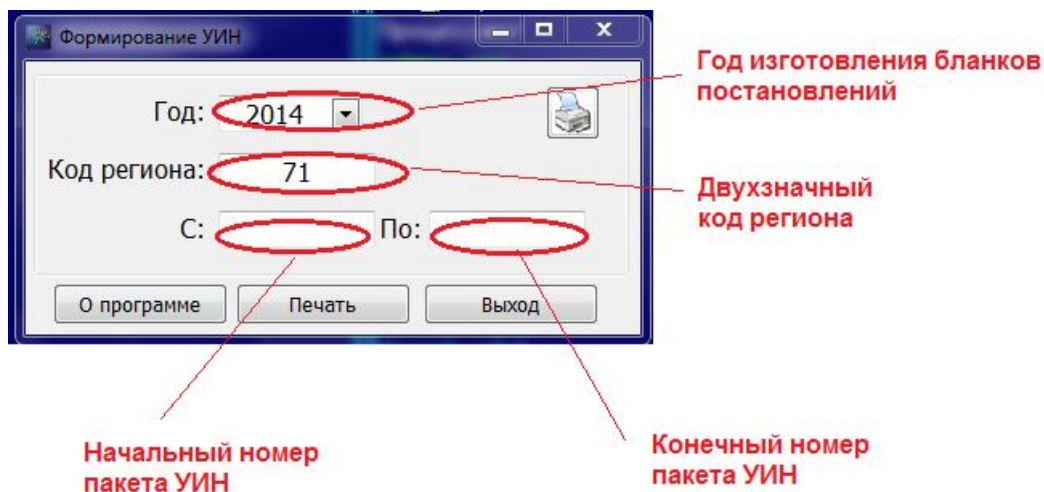 Формирование УИН
Год изготовления бланков
постановлений
Год: 2014
Код региона: 71
Двухзначный
код региона
С: По:
О программе Печать Выход
Начальный номер
пакета УИН
Конечный номер
пакета УИН